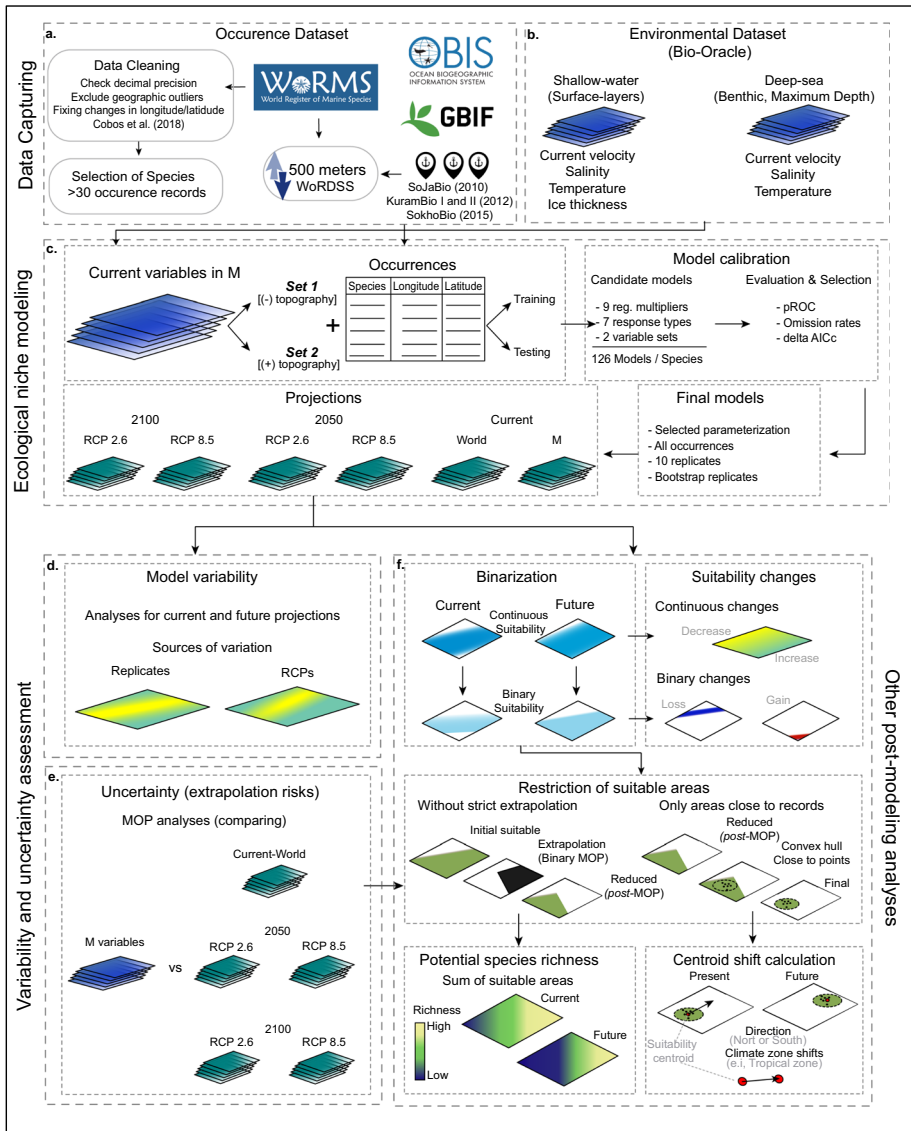 Data Capturing
a.
Occurence Dataset
Data Cleaning
Check decimal precision
Exclude geographic outliers
Fixing changes in longitude/latidude
Cobos et al. (2018)
Selection of Species
>30 occurence records
WoRMS
World Register of Marine Species
OBIS
OCEAN BIOGEOGRAPHIC
INFORMATION SYSTEM
GBIF
500 meters
WoRDSS
SoJaBio (2010)
KuramBio I and II (2012)
SokhoBio (2015)
b.
Environmental Dataset
(Bio-Oracle)
Shallow-water
(Surface-layers)
Current velocity
Salinity
Temperature
Ice thickness
Deep-sea
(Benthic, Maximum Depth)
Current velocity
Salinity
Temperature
Ecological niche modeling
c.
Current variables in M
Set 1
[(-) topography]
Set 2
[(+) topography]
+
Occurrences
Species Longitude Latitude
Training
Testing
Model calibration
Candidate models
- 9 reg. multipliers
- 7 response types
- 2 variable sets
126 Models / Species
Evaluation & Selection
- pROC
- Omission rates
- delta AICc
Projections
2100
RCP 2.6 RCP 8.5
2050
RCP 2.6 RCP 8.5
Current
World M
Final models
- Selected parameterization
- All occurrences
- 10 replicates
- Bootstrap replicates
Variability and uncertainty assessment
d.
Model variability
Analyses for current and future projections
Sources of variation
Replicates RCPs
e.
Uncertainty (extrapolation risks)
MOP analyses (comparing)
Current-World
M variables
vs
2050
RCP 2.6 RCP 8.5
2100
RCP 2.6 RCP 8.5
Other post-modeling analyses
f.
Binarization
Current Future
Continuous
Suitability
Binary
Suitability
Suitability changes
Continuous changes
Decrease
Increase
Binary changes
Loss Gain
Restriction of suitable areas
Without strict extrapolation
Initial suitable
Extrapolation
(Binary MOP)
Reduced
(post-MOP)
Only areas close to records
Reduced
(post-MOP)
Convex hull
Close to points
Final
Potential species richness
Sum of suitable areas
Richness
High
Low
Current
Future
Centroid shift calculation
Present Future
Suitability
centroid
Direction
(Nort or South)
Climate zone shifts
(e.i, Tropical zone)